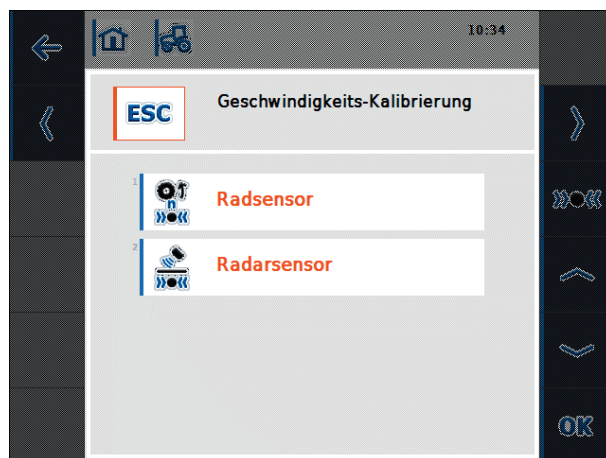 10:34
ESC
Geschwindigkeits-Kalibrierung
1
n
Radsensor
2
Radarsensor
OK